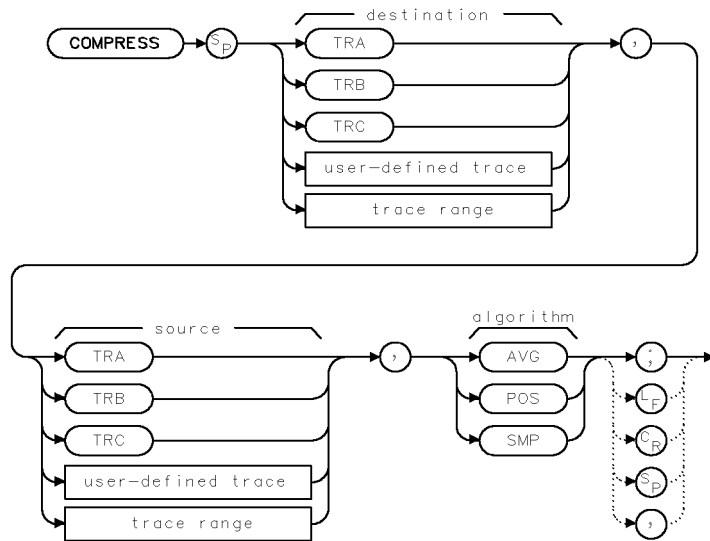 destination
COMPRESS SP TRA ,
TRB
TRC
user-defined trace
trace range
source algorithm
TRA , AVG ;
TRB POS LF
TRC SMP CR
user-defined trace SP
trace range ,